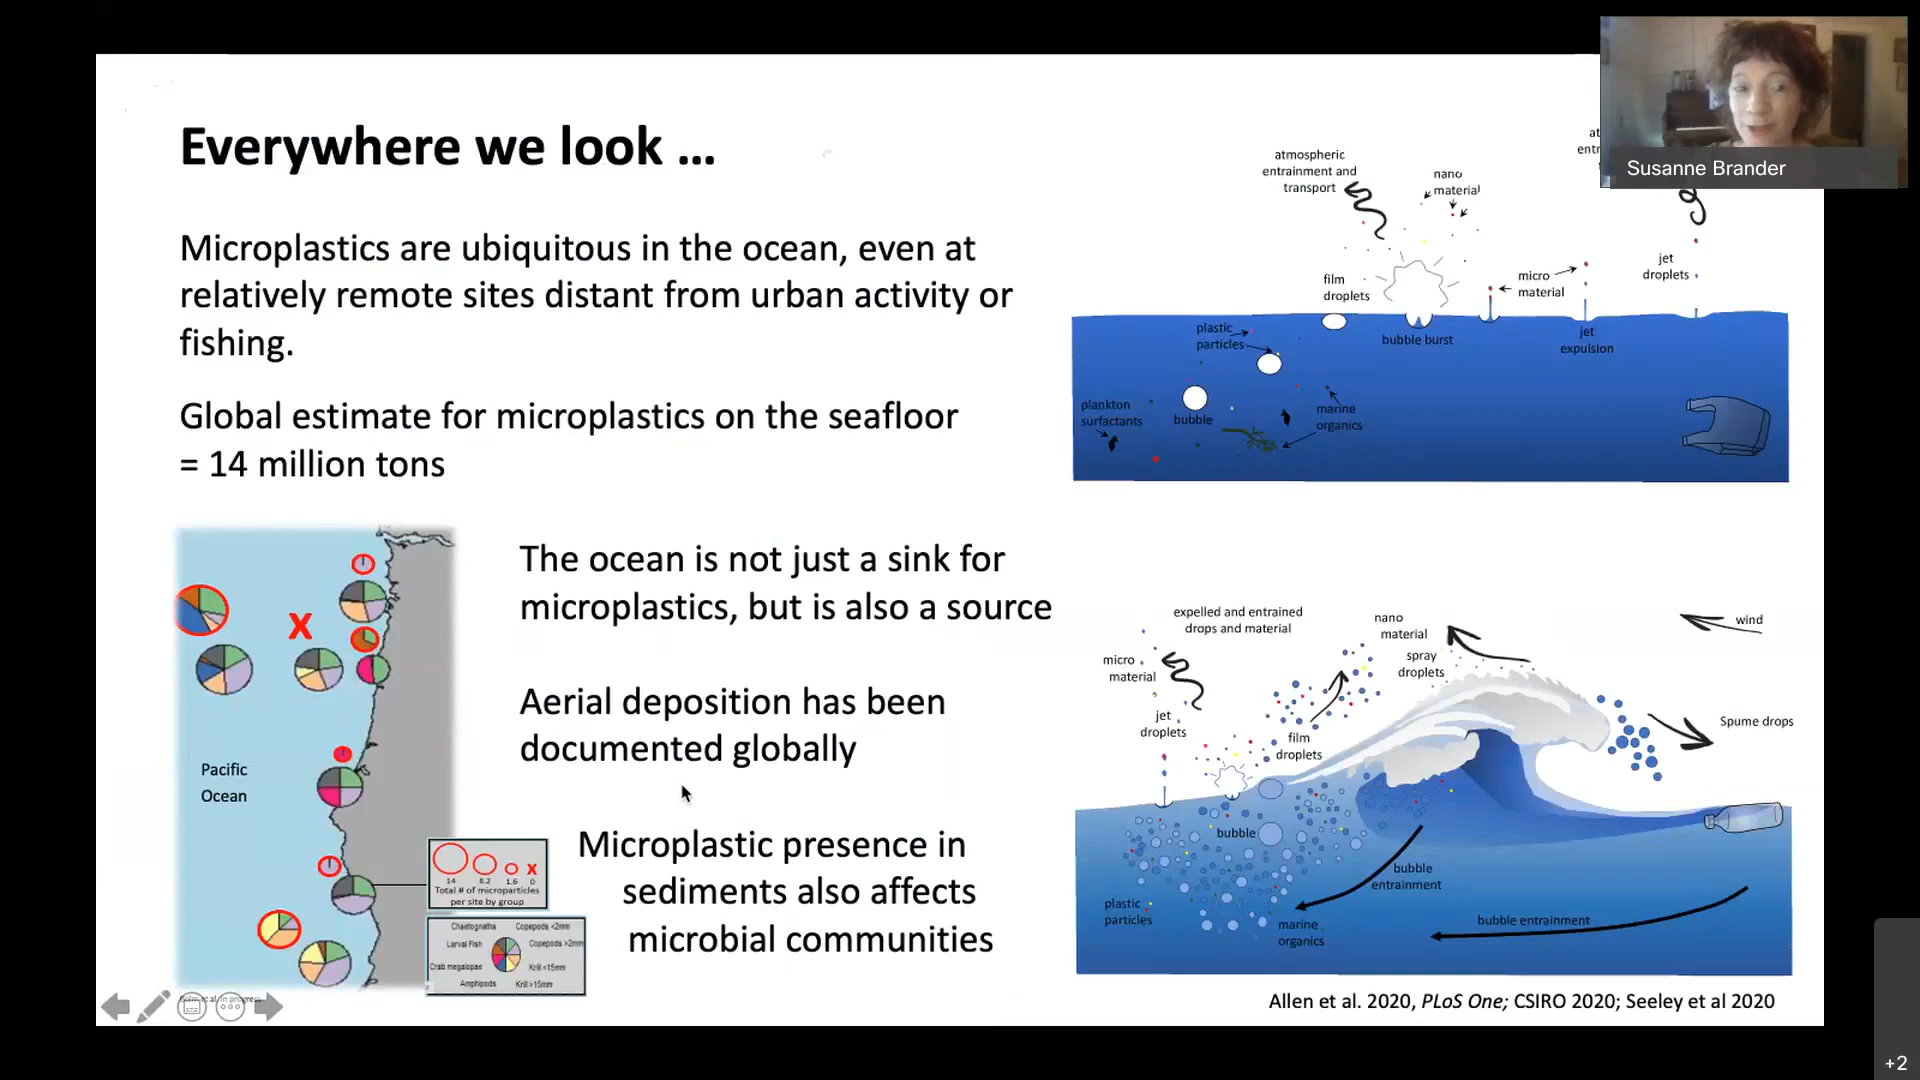 Susanne Brander
Everywhere we look ...
Microplastics are ubiquitous in the ocean, even at
relatively remote sites distant from urban activity or
fishing.
Global estimate for microplastics on the seafloor
= 14 million tons
The ocean is not just a sink for
microplastics, but is also a source
Aerial deposition has been
documented globally
Microplastic presence in
sediments also affects
microbial communities
Pacific
Ocean
X
14 6.2 1.6 0
Total # of microparticles
per site by group
Chaetognaths Copepods <2mm
Larval Fish Copepods >2mm
Crab megalopae Krill <15mm
Amphipods Krill >15mm
atmospheric
entrainment and
transport
nano
material
film
droplets
micro
material
jet
droplets
plastic
particles
bubble burst
jet
expulsion
plankton
surfactants
bubble
marine
organics
expelled and entrained
drops and material
nano
material
wind
micro
material
spray
droplets
jet
droplets
film
droplets
Spume drops
bubble
bubble
entrainment
plastic
particles
marine
organics
bubble entrainment
Allen et al. 2020, PLoS One; CSIRO 2020; Seeley et al 2020
+2